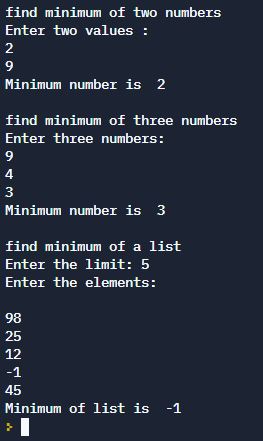 find minimum of two numbers
Enter two values :
2
9
Minimum number is  2
find minimum of three numbers
Enter three numbers:
9
4
3
Minimum number is  3
find minimum of a list
Enter the limit: 5
Enter the elements:
98
25
12
-1
45
Minimum of list is  -1
>